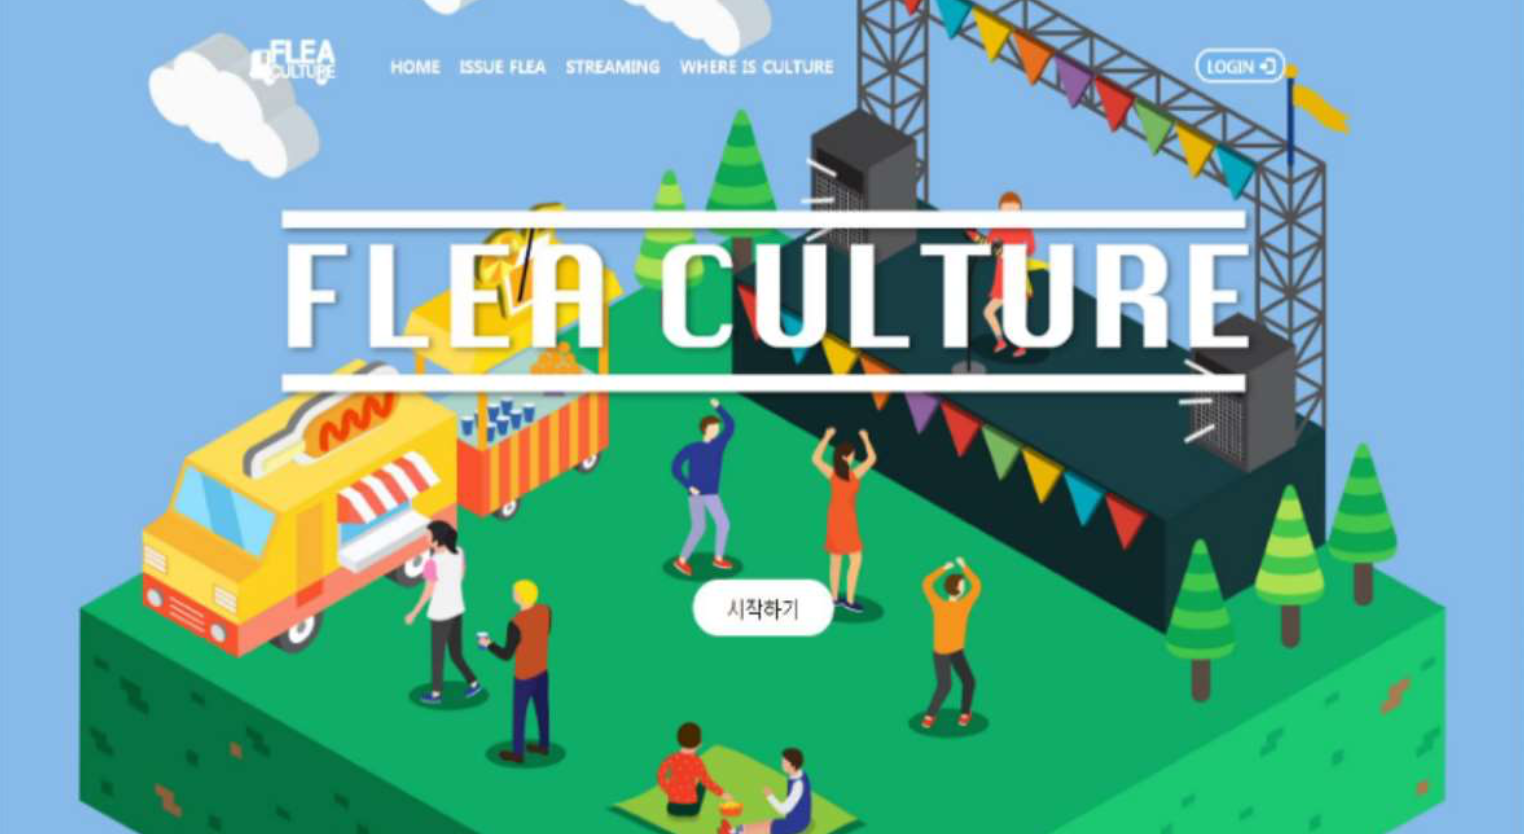 FLEA
CULTURE
HOME ISSUE FLEA STREAMING WHERE IS CULTURE
LOGIN
FLEA CULTURE
시작하기